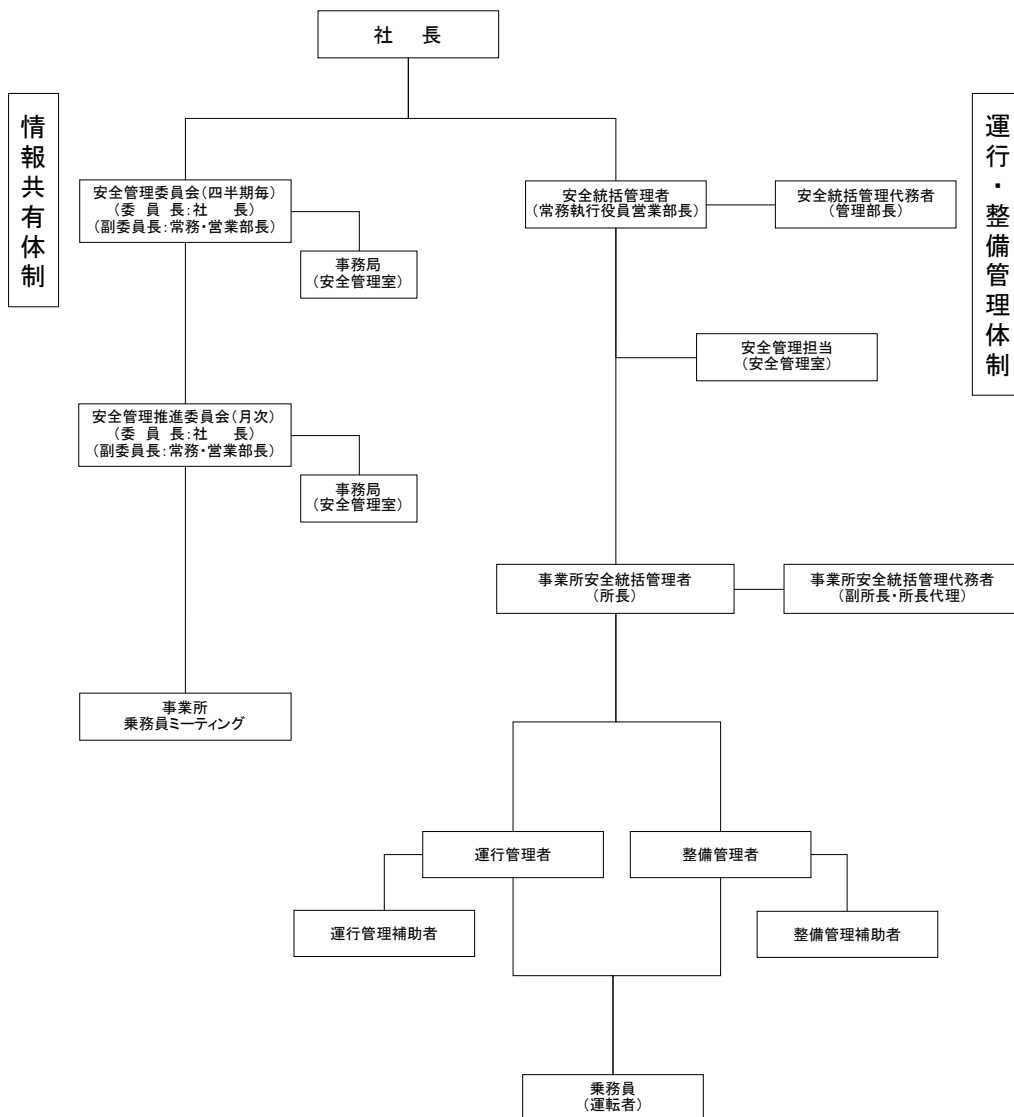 社　長
情報共有体制
運行・整備管理体制
安全管理委員会(四半期毎)
(委 員 長:社　　長)
(副委員長:常務・営業部長)
事務局
(安全管理室)
安全統括管理者
(常務執行役員営業部長)
安全統括管理代務者
(管理部長)
安全管理担当
(安全管理室)
安全管理推進委員会(月次)
(委 員 長:社　　長)
(副委員長:常務・営業部長)
事務局
(安全管理室)
事業所安全統括管理者
(所長)
事業所安全統括管理代務者
(副所長・所長代理)
事業所
乗務員ミーティング
運行管理者
整備管理者
運行管理補助者
整備管理補助者
乗務員
(運転者)